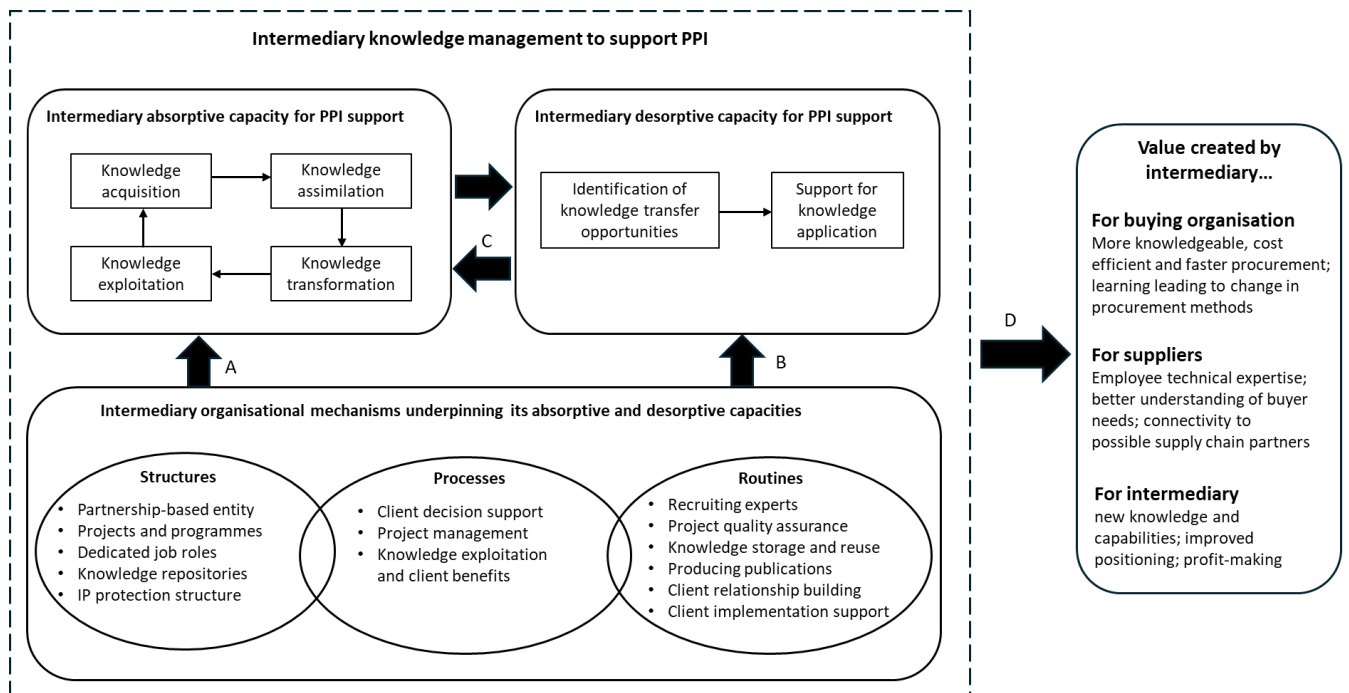 Intermediary knowledge management to support PPI
Intermediary absorptive capacity for PPI support
Knowledge
acquisition
Knowledge
assimilation
Knowledge
exploitation
Knowledge
transformation
C
Intermediary desorptive capacity for PPI support
Identification of
knowledge transfer
opportunities
Support for
knowledge
application
A
B
Intermediary organisational mechanisms underpinning its absorptive and desorptive capacities
Structures
• Partnership-based entity
• Projects and programmes
• Dedicated job roles
• Knowledge repositories
• IP protection structure
Processes
• Client decision support
• Project management
• Knowledge exploitation
and client benefits
Routines
• Recruiting experts
• Project quality assurance
• Knowledge storage and reuse
• Producing publications
• Client relationship building
• Client implementation support
D
Value created by
intermediary...
For buying organisation
More knowledgeable, cost
efficient and faster procurement;
learning leading to change in
procurement methods
For suppliers
Employee technical expertise;
better understanding of buyer
needs; connectivity to
possible supply chain partners
For intermediary
new knowledge and
capabilities; improved
positioning; profit-making